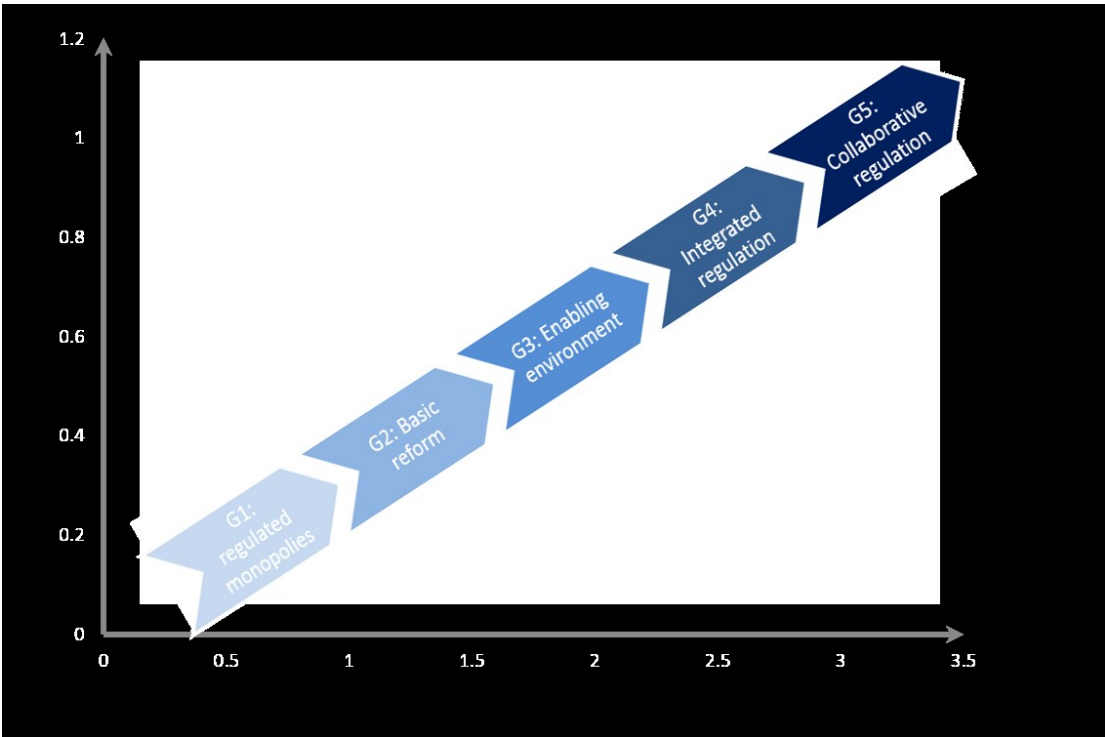 1.2
1
0.8
0.6
0.4
0.2
0
0
0.5
1
1.5
2
2.5
3
3.5
G1:
regulated
monopolies
G2: Basic
reform
G3: Enabling
environment
G4:
Integrated
regulation
G5:
Collaborative
regulation